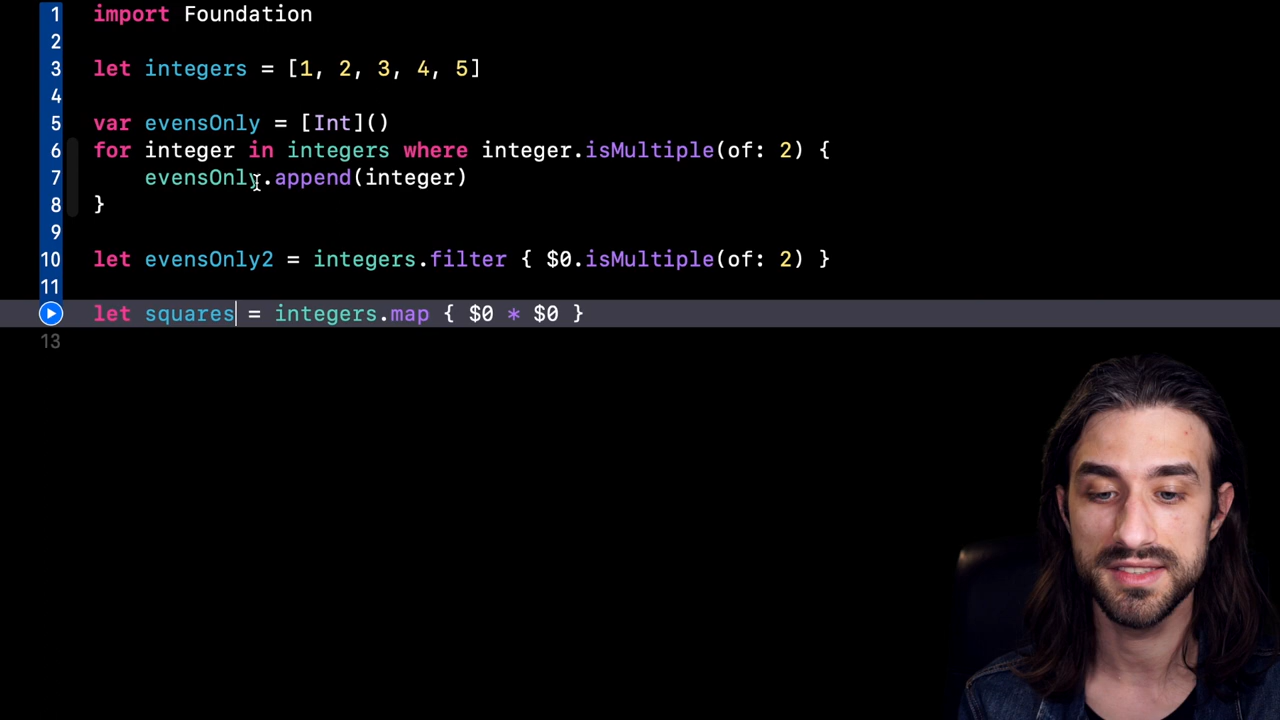 1 import Foundation
2
3 let integers = [1, 2, 3, 4, 5]
4
5 var evensOnly = [Int]()
6 for integer in integers where integer.isMultiple(of: 2) {
7 evensOnly.append(integer)
8 }
9
10 let evensOnly2 = integers.filter { $0.isMultiple(of: 2) }
11
let squares = integers.map { $0 * $0 }
13